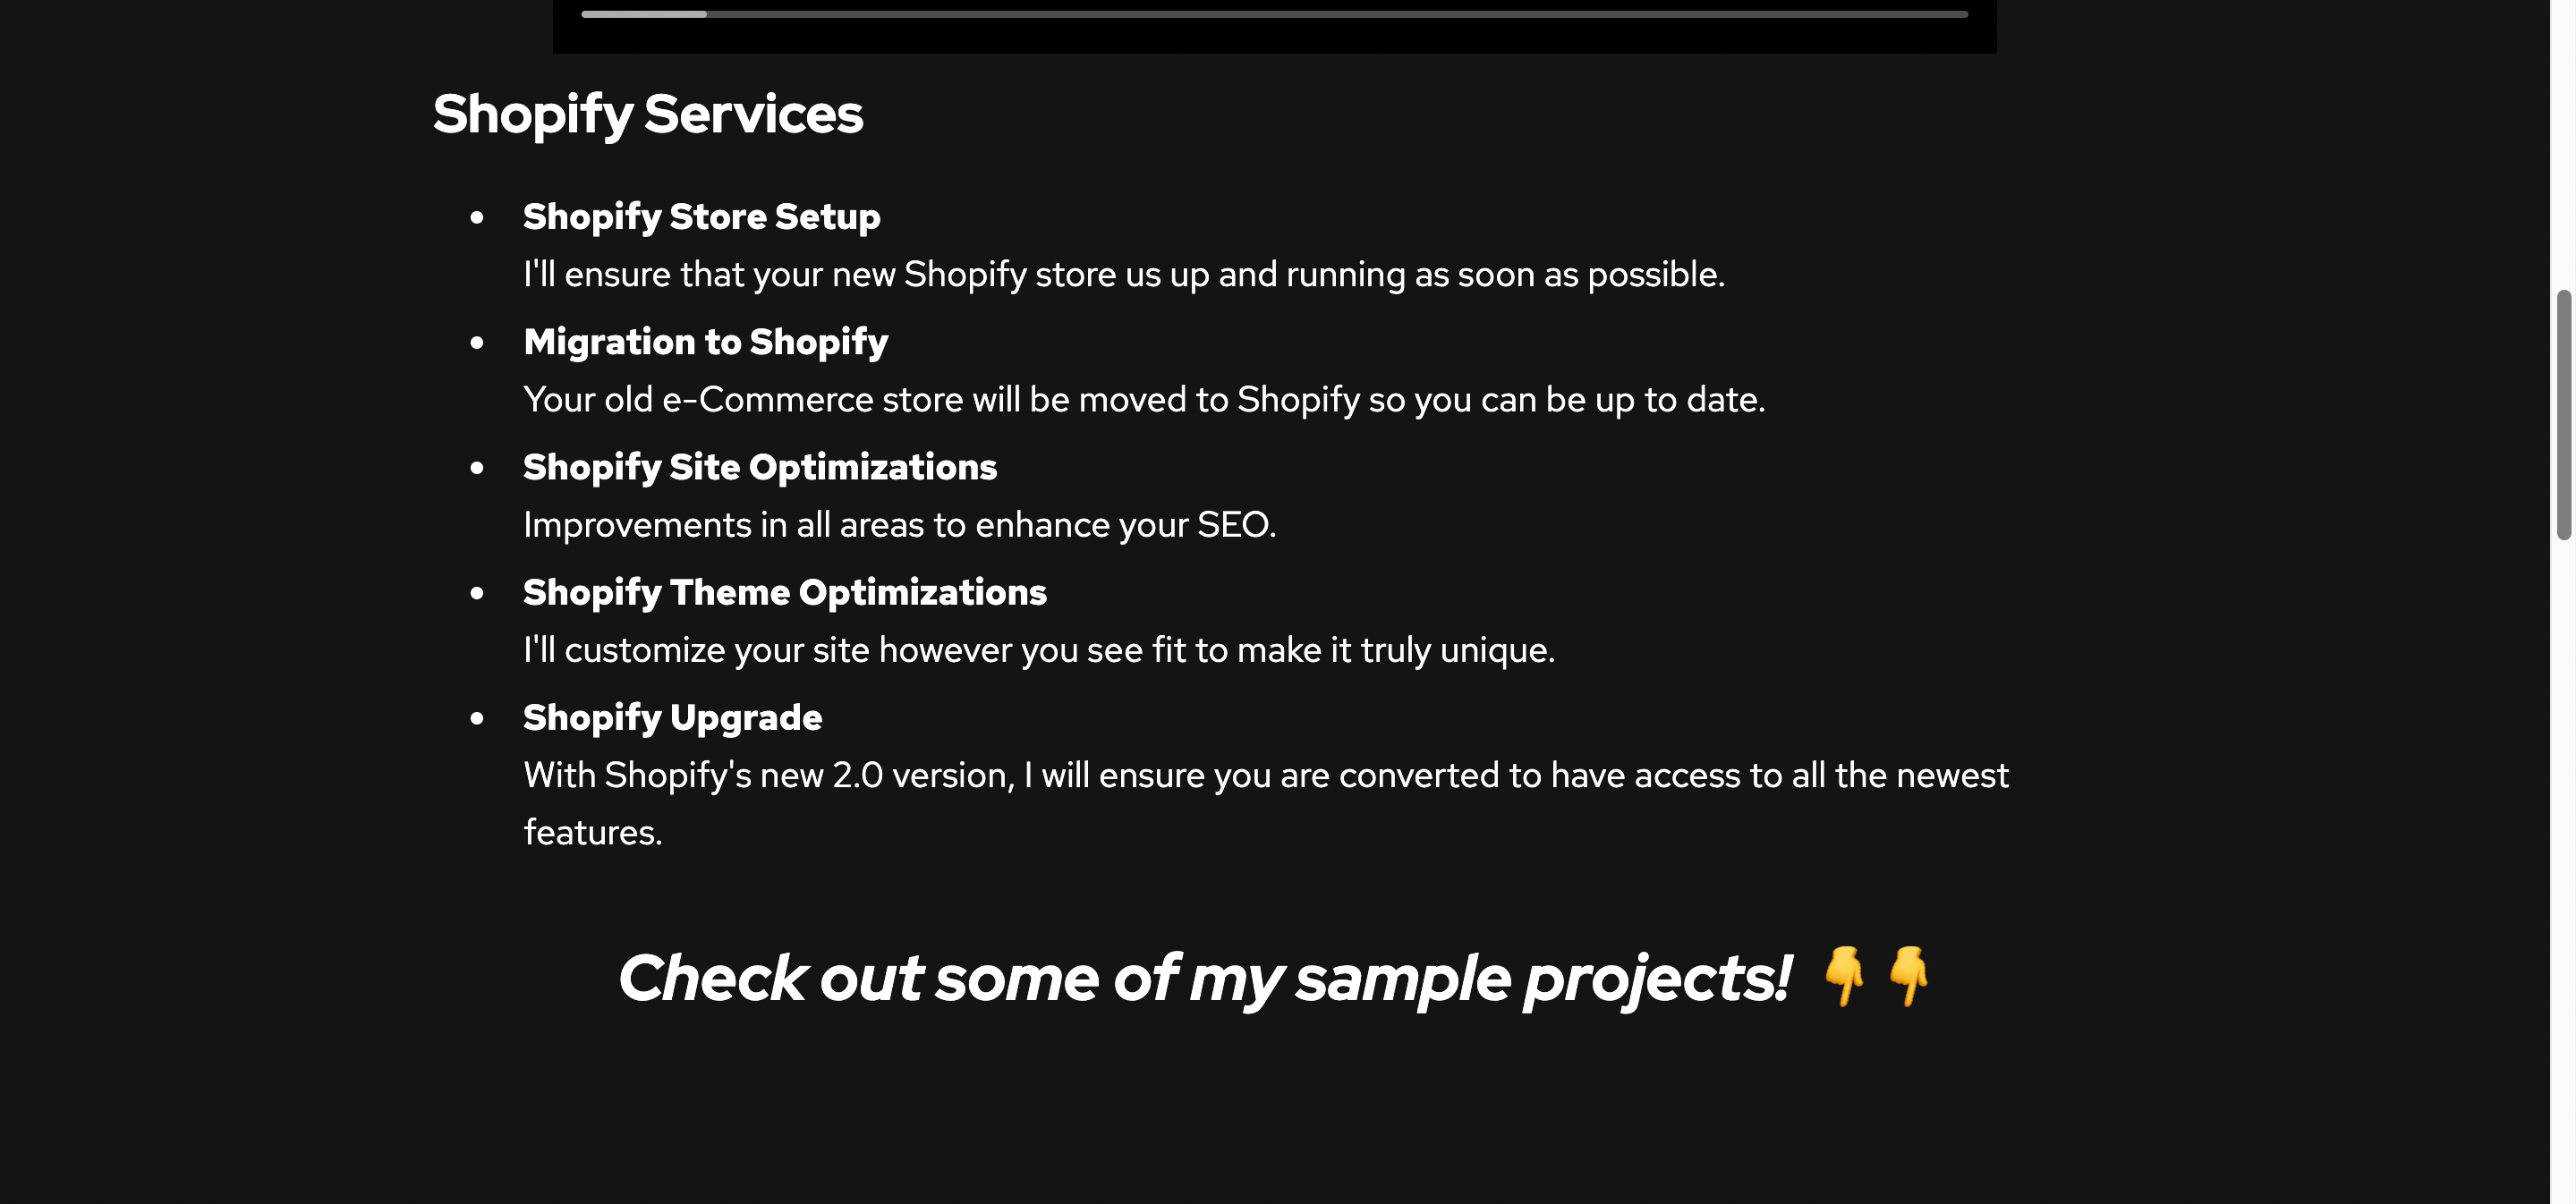 Shopify Services
Shopify Store Setup
I'll ensure that your new Shopify store us up and running as soon as possible.
Migration to Shopify
Your old e-Commerce store will be moved to Shopify so you can be up to date.
Shopify Site Optimizations
Improvements in all areas to enhance your SEO.
Shopify Theme Optimizations
I'll customize your site however you see fit to make it truly unique.
Shopify Upgrade
With Shopify's new 2.0 version, I will ensure you are converted to have access to all the newest
features.
Check out some of my sample projects! 👇👇